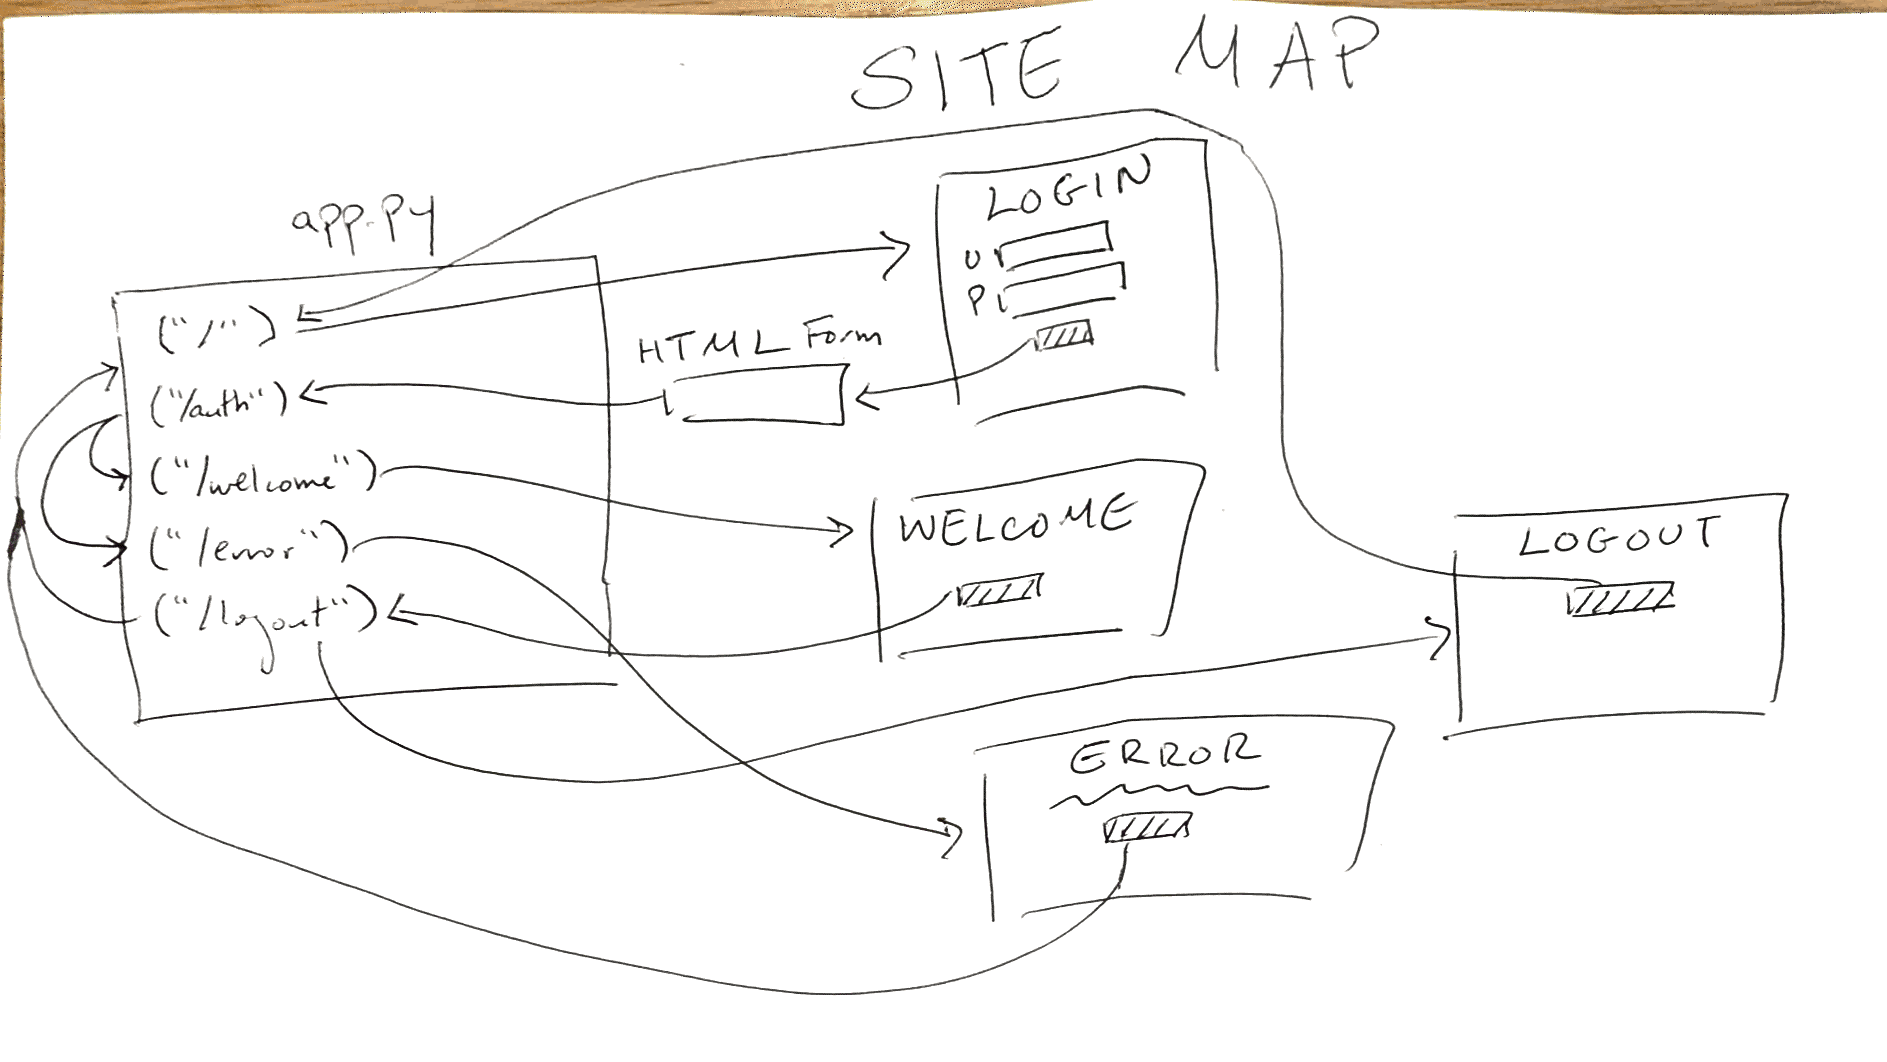 SITE MAP
app.py
("/")
("/auth")
("/welcome")
("/error")
("/logout")
HTML Form
LOGIN
U
P
WELCOME
LOGOUT
ERROR